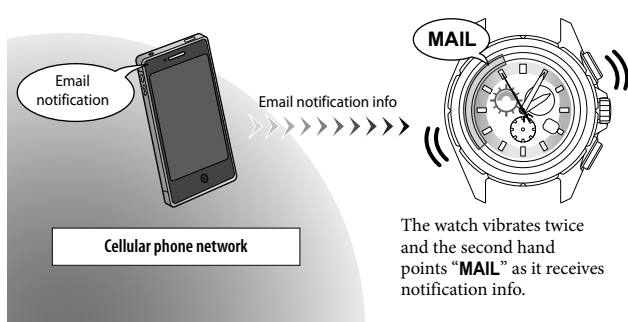 Email
notification
Email notification info
MAIL
Cellular phone network
The watch vibrates twice
and the second hand
points “MAIL” as it receives
notification info.